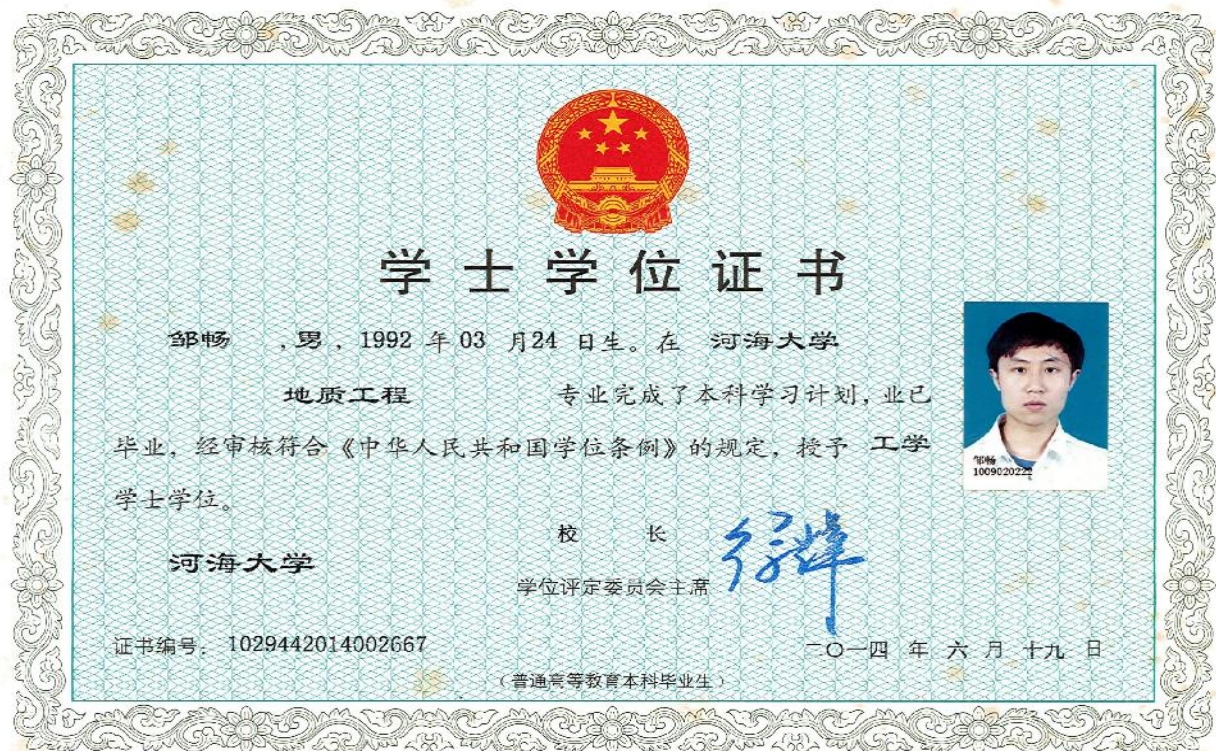 学士学位证书
邹畅 ,男, 1992 年 03 月24 日生。在 河海大学
地质工程 专业完成了本科学习计划, 业已
毕业, 经审核符合《中华人民共和国学位条例》的规定, 授予 工学
学士学位。
邹畅
1009020222
校 长
河海大学
学位评定委员会主席
证书编号: 1029442014002667
二〇一四 年 六 月 十九 日
(普通高等教育本科毕业生)